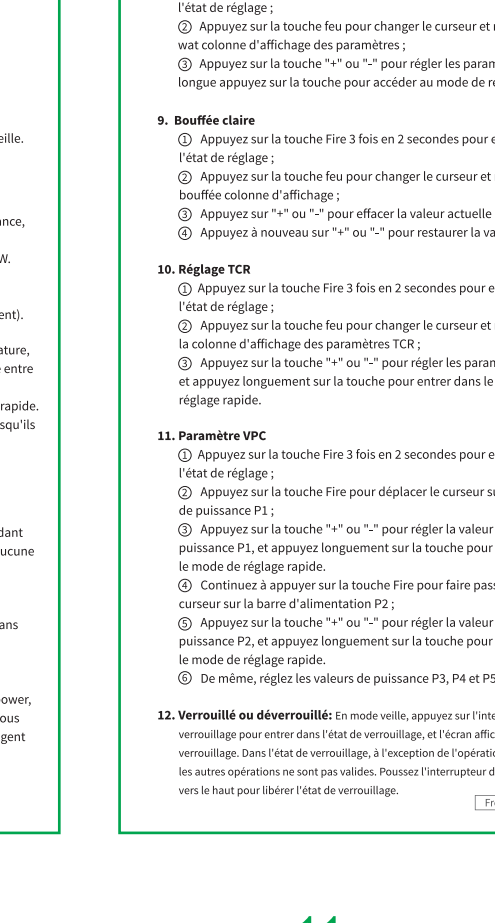 eille.
nce,
W.
ent).
ature,
entre
rapide.
squ'ils
dant
ucune
ans
ower,
ous
gent
l'état de réglage ;
② Appuyez sur la touche feu pour changer le curseur et
wat colonne d'affichage des paramètres ;
③ Appuyez sur la touche "+" ou "-" pour régler les param
longue appuyez sur la touche pour accéder au mode de ré
9. Bouffée claire
① Appuyez sur la touche Fire 3 fois en 2 secondes pour e
l'état de réglage ;
② Appuyez sur la touche feu pour changer le curseur et
bouffée colonne d'affichage ;
③ Appuyez sur "+" ou "-" pour effacer la valeur actuelle
④ Appuyez à nouveau sur "+" ou "-" pour restaurer la va
10. Réglage TCR
① Appuyez sur la touche Fire 3 fois en 2 secondes pour e
l'état de réglage ;
② Appuyez sur la touche feu pour changer le curseur et
la colonne d'affichage des paramètres TCR ;
③ Appuyez sur la touche "+" ou "-" pour régler les param
et appuyez longuement sur la touche pour entrer dans le
réglage rapide.
11. Paramètre VPC
① Appuyez sur la touche Fire 3 fois en 2 secondes pour e
l'état de réglage ;
② Appuyez sur la touche Fire pour déplacer le curseur su
de puissance P1 ;
③ Appuyez sur la touche "+" ou "-" pour régler la valeur
puissance P1, et appuyez longuement sur la touche pour
le mode de réglage rapide.
④ Continuez à appuyer sur la touche Fire pour faire pass
curseur sur la barre d'alimentation P2 ;
⑤ Appuyez sur la touche "+" ou "-" pour régler la valeur
puissance P2, et appuyez longuement sur la touche pour
le mode de réglage rapide.
⑥ De même, réglez les valeurs de puissance P3, P4 et P5
12. Verrouillé ou déverrouillé: En mode veille, appuyez sur l'inte
verrouillage pour entrer dans l'état de verrouillage, et l'écran affic
verrouillage. Dans l'état de verrouillage, à l'exception de l'opératio
les autres opérations ne sont pas valides. Poussez l'interrupteur d
vers le haut pour libérer l'état de verrouillage.
Fr